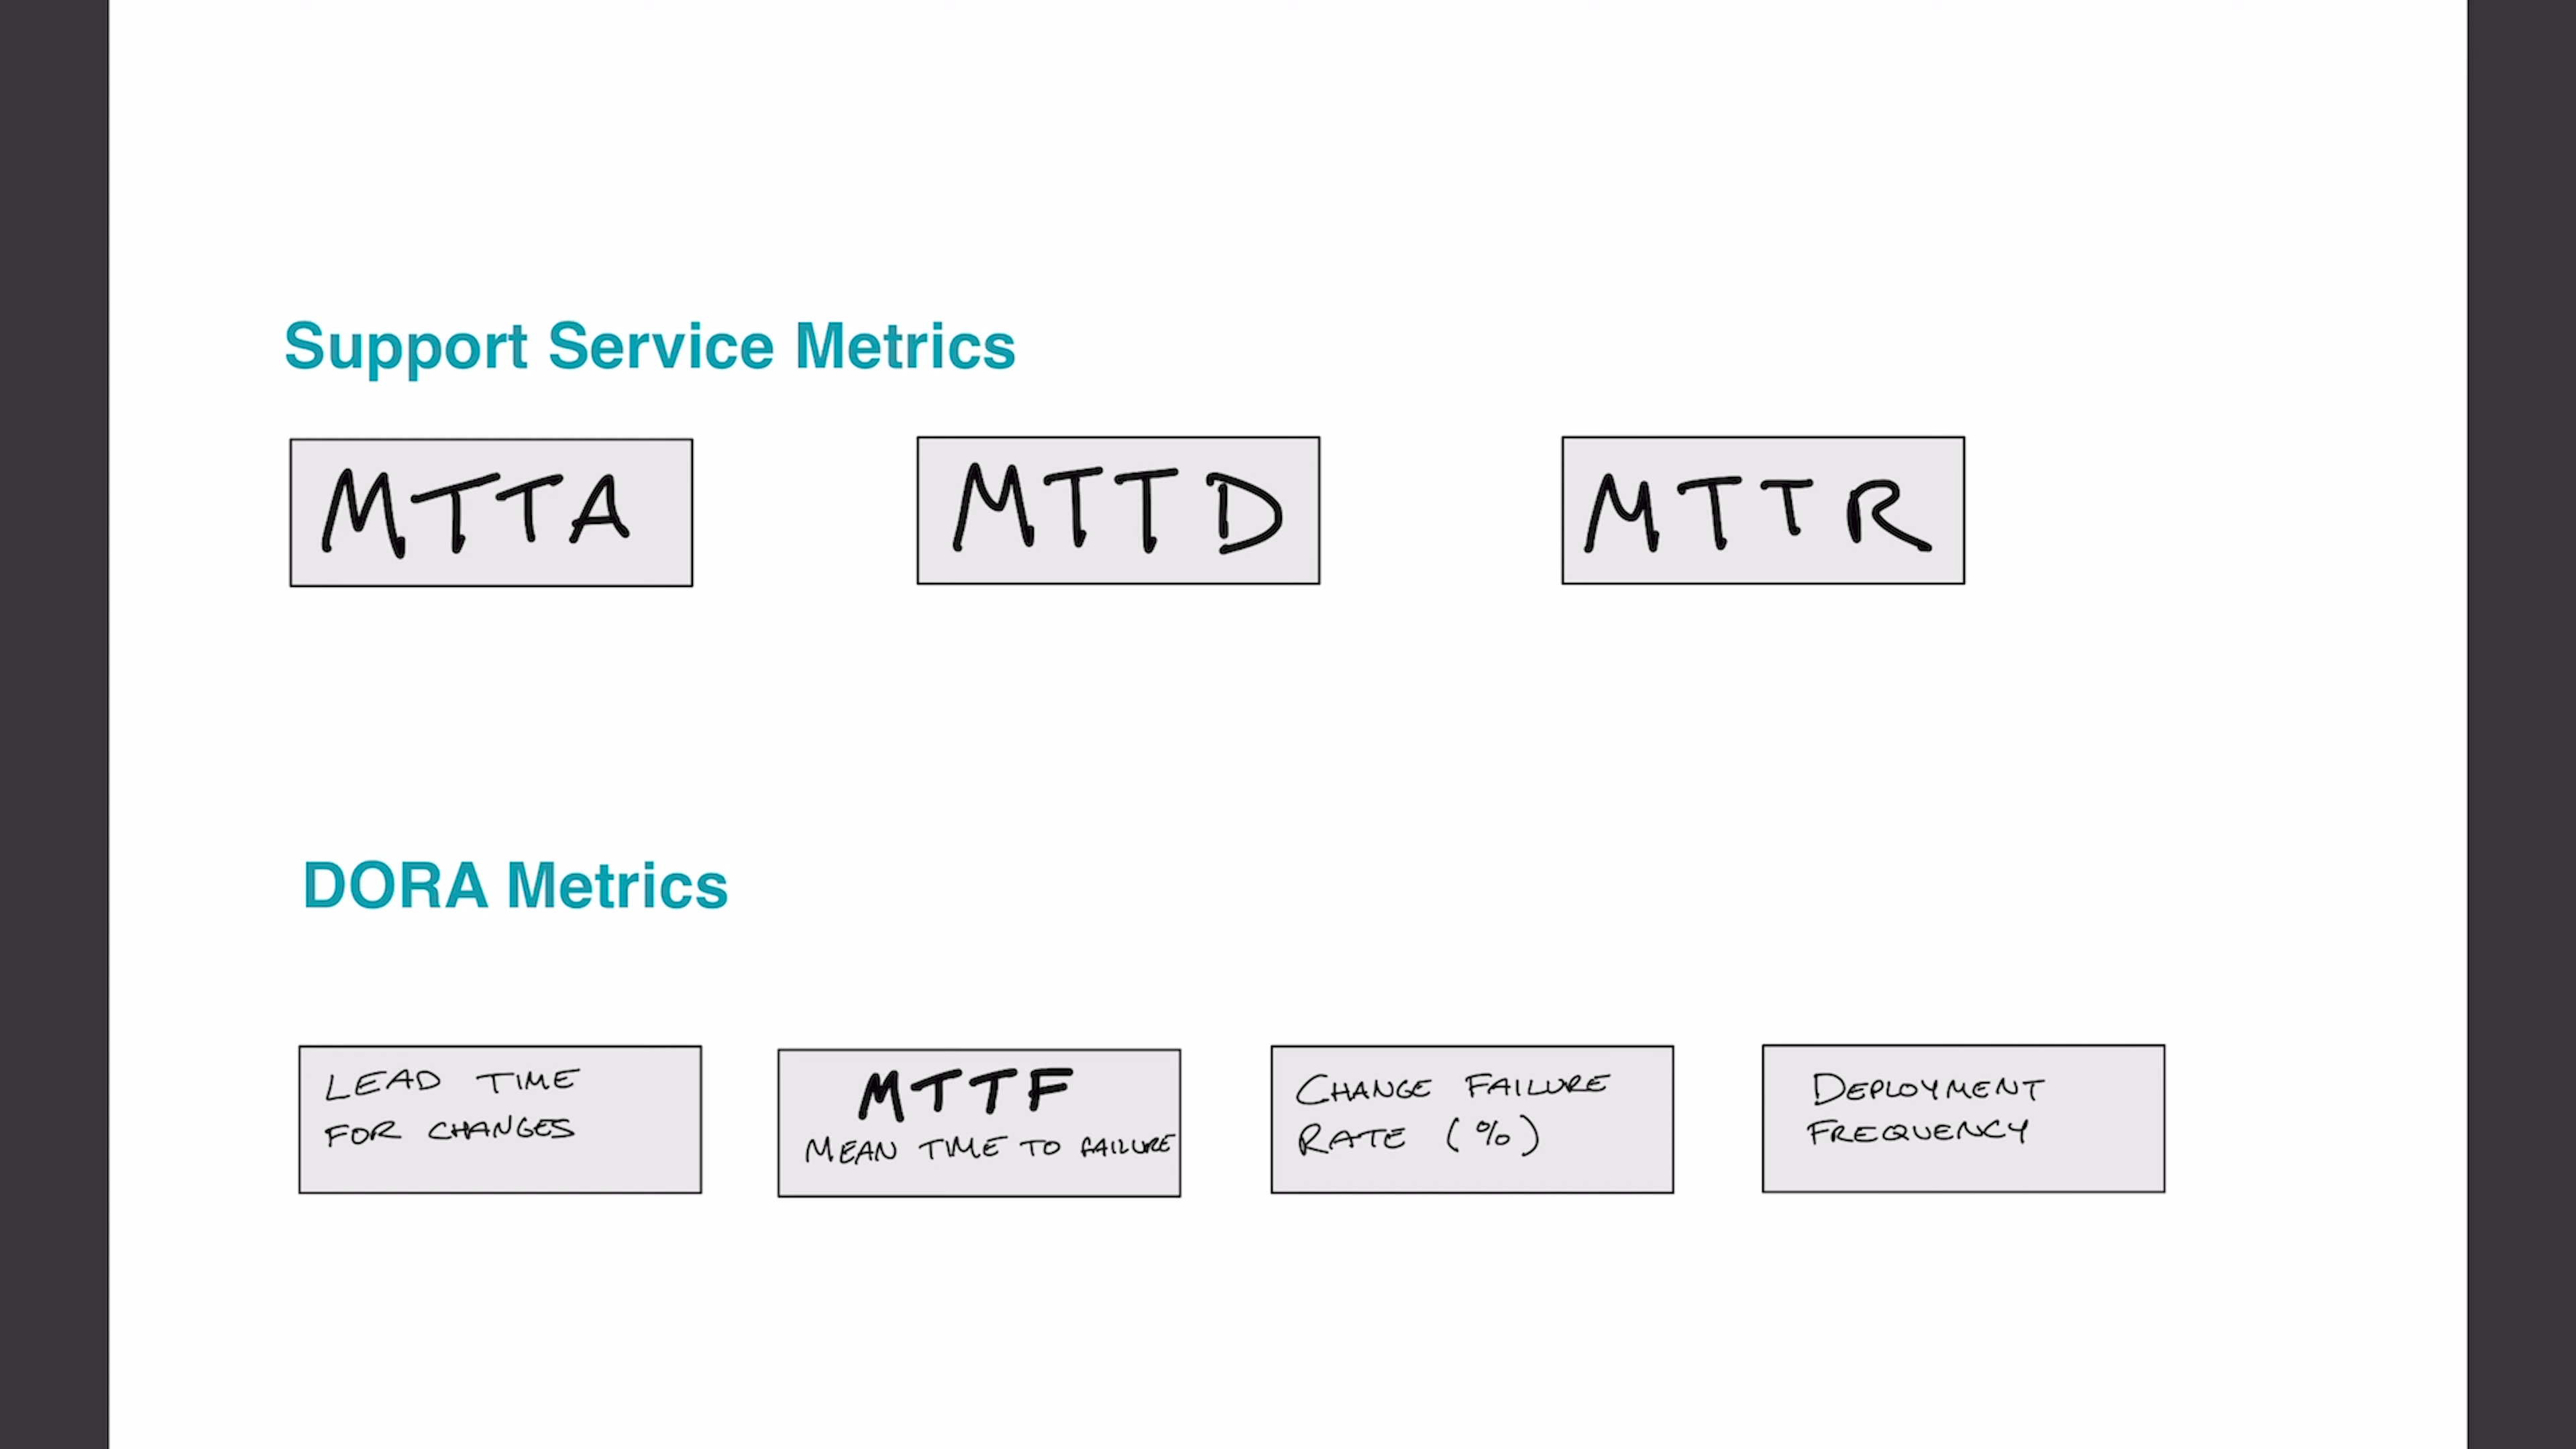 Support Service Metrics
MTTA
MTTD
MTTR
DORA Metrics
LEAD TIME
FOR CHANGES
MTTF
MEAN TIME TO FAILURE
CHANGE FAILURE
RATE (%)
DEPLOYMENT
FREQUENCY